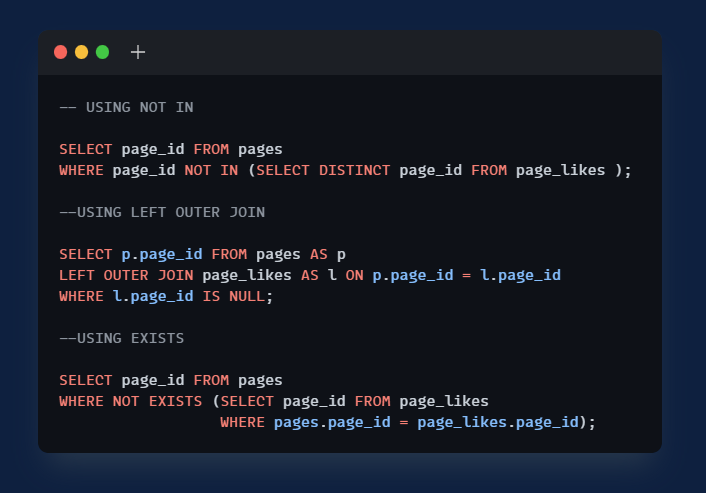 -- USING NOT IN
SELECT page_id FROM pages
WHERE page_id NOT IN (SELECT DISTINCT page_id FROM page_likes );
--USING LEFT OUTER JOIN
SELECT p.page_id FROM pages AS p
LEFT OUTER JOIN page_likes AS l ON p.page_id = l.page_id
WHERE l.page_id IS NULL;
--USING EXISTS
SELECT page_id FROM pages
WHERE NOT EXISTS (SELECT page_id FROM page_likes
WHERE pages.page_id = page_likes.page_id);